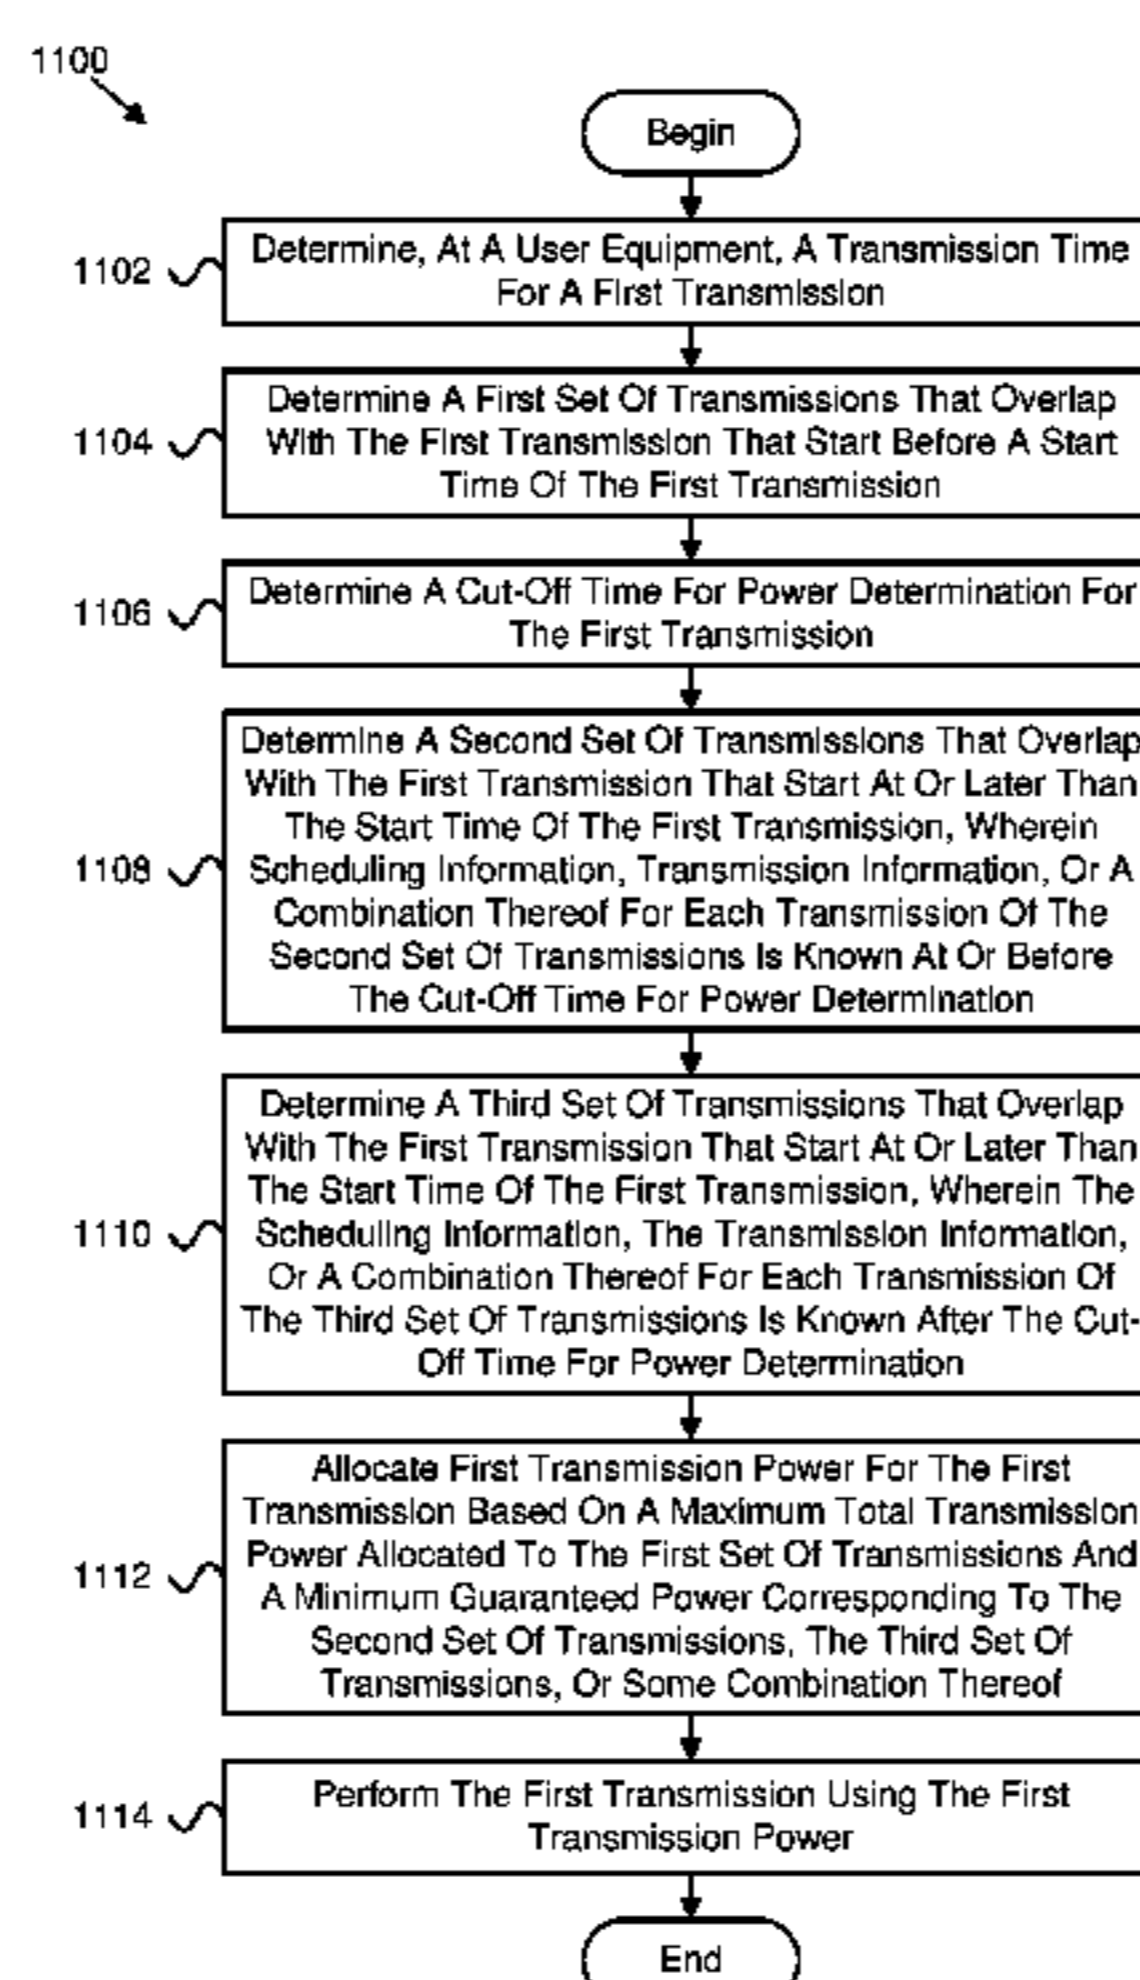 1100
Begin
1102
Determine, At A User Equipment, A Transmission Time
For A First Transmission
1104
Determine A First Set Of Transmissions That Overlap
With The First Transmission That Start Before A Start
Time Of The First Transmission
1106
Determine A Cut-Off Time For Power Determination For
The First Transmission
1108
Determine A Second Set Of Transmissions That Overlap
With The First Transmission That Start At Or Later Than
The Start Time Of The First Transmission, Wherein
Scheduling Information, Transmission Information, Or A
Combination Thereof For Each Transmission Of The
Second Set Of Transmissions Is Known At Or Before
The Cut-Off Time For Power Determination
1110
Determine A Third Set Of Transmissions That Overlap
With The First Transmission That Start At Or Later Than
The Start Time Of The First Transmission, Wherein The
Scheduling Information, The Transmission Information,
Or A Combination Thereof For Each Transmission Of
The Third Set Of Transmissions Is Known After The Cut-
Off Time For Power Determination
1112
Allocate First Transmission Power For The First
Transmission Based On A Maximum Total Transmission
Power Allocated To The First Set Of Transmissions And
A Minimum Guaranteed Power Corresponding To The
Second Set Of Transmissions, The Third Set Of
Transmissions, Or Some Combination Thereof
1114
Perform The First Transmission Using The First
Transmission Power
End